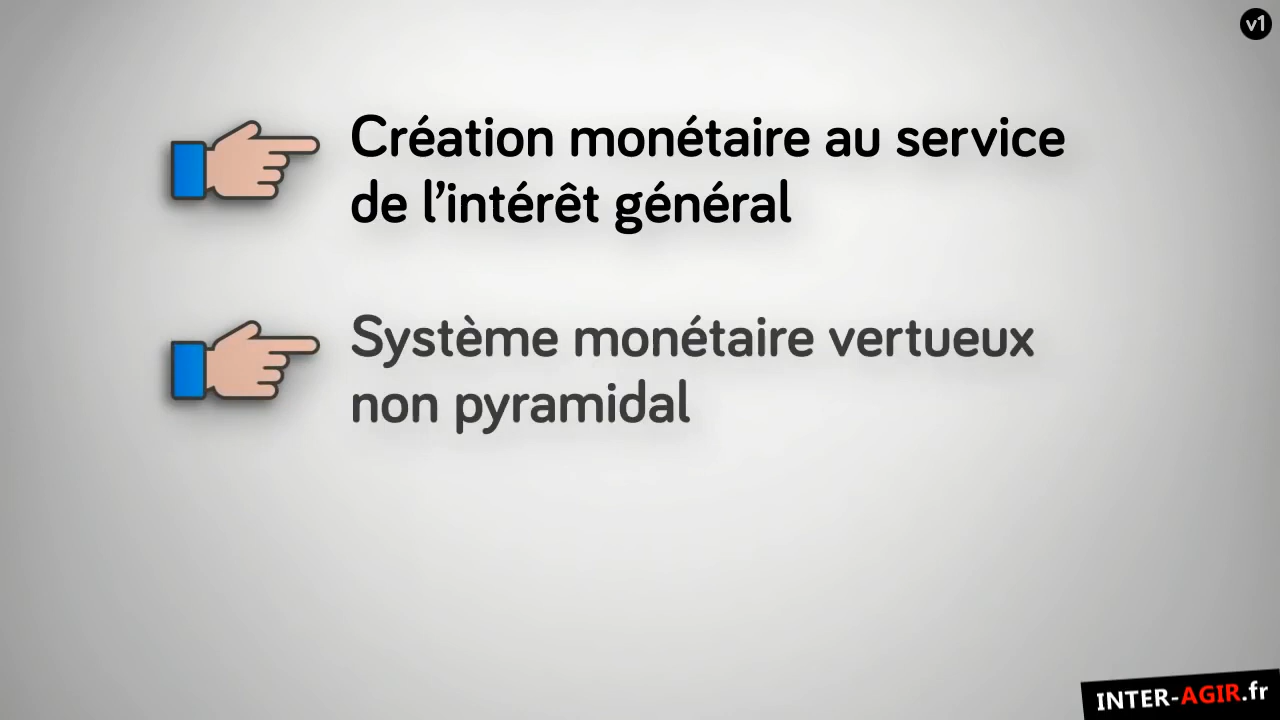 v1
Création monétaire au service
de l’intérêt général
Système monétaire vertueux
non pyramidal
INTER-AGIR.fr